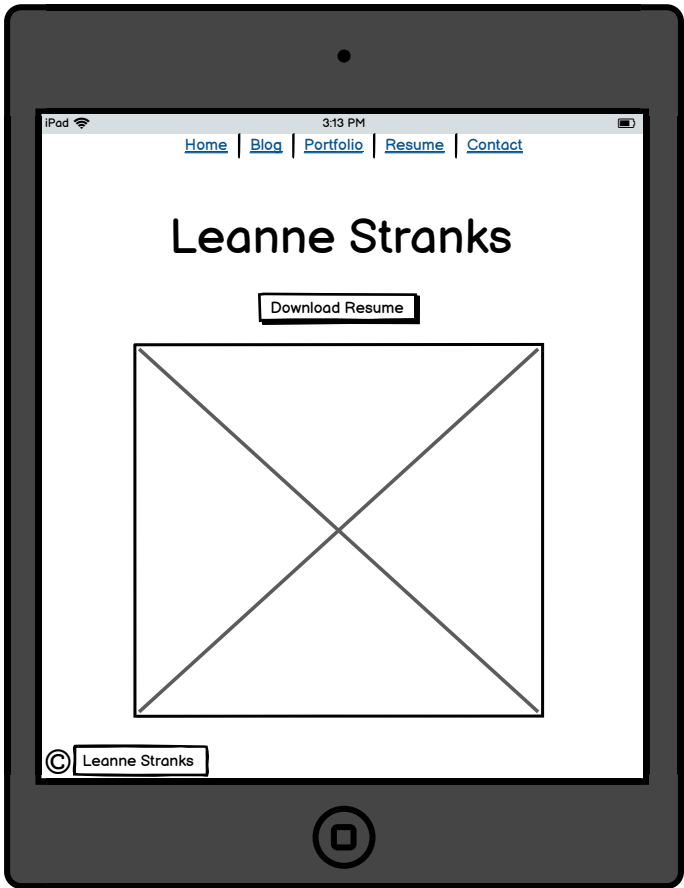 iPad 3:13 PM
Home Blog Portfolio Resume Contact
Leanne Stranks
Download Resume
© Leanne Stranks